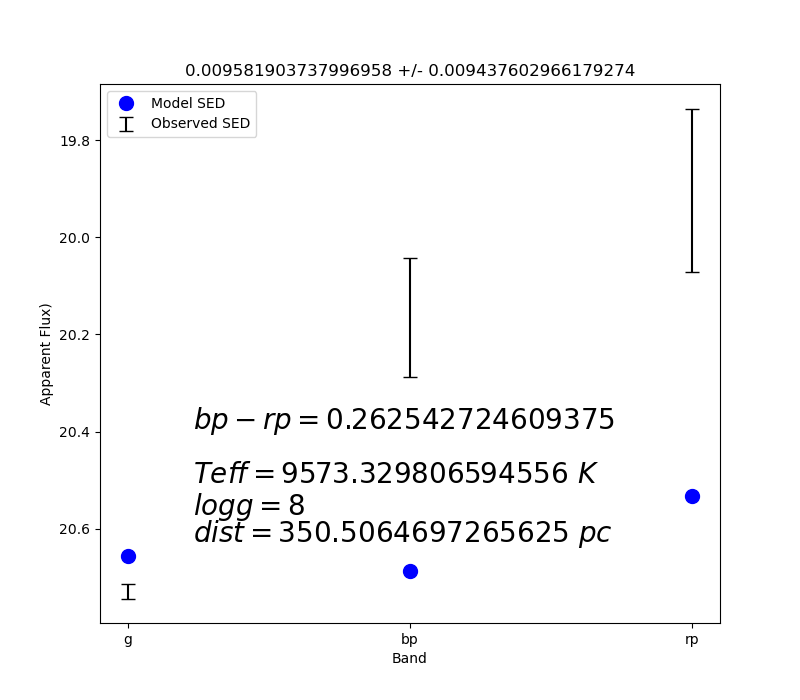 0.009581903737996958 +/- 0.009437602966179274
Model SED
Observed SED
19.8
20.0
20.2
20.4
20.6
Apparent Flux)
bp − rp = 0.262542724609375
Teff = 9573.329806594556 K
logg = 8
dist = 350.5064697265625 pc
g
bp
rp
Band